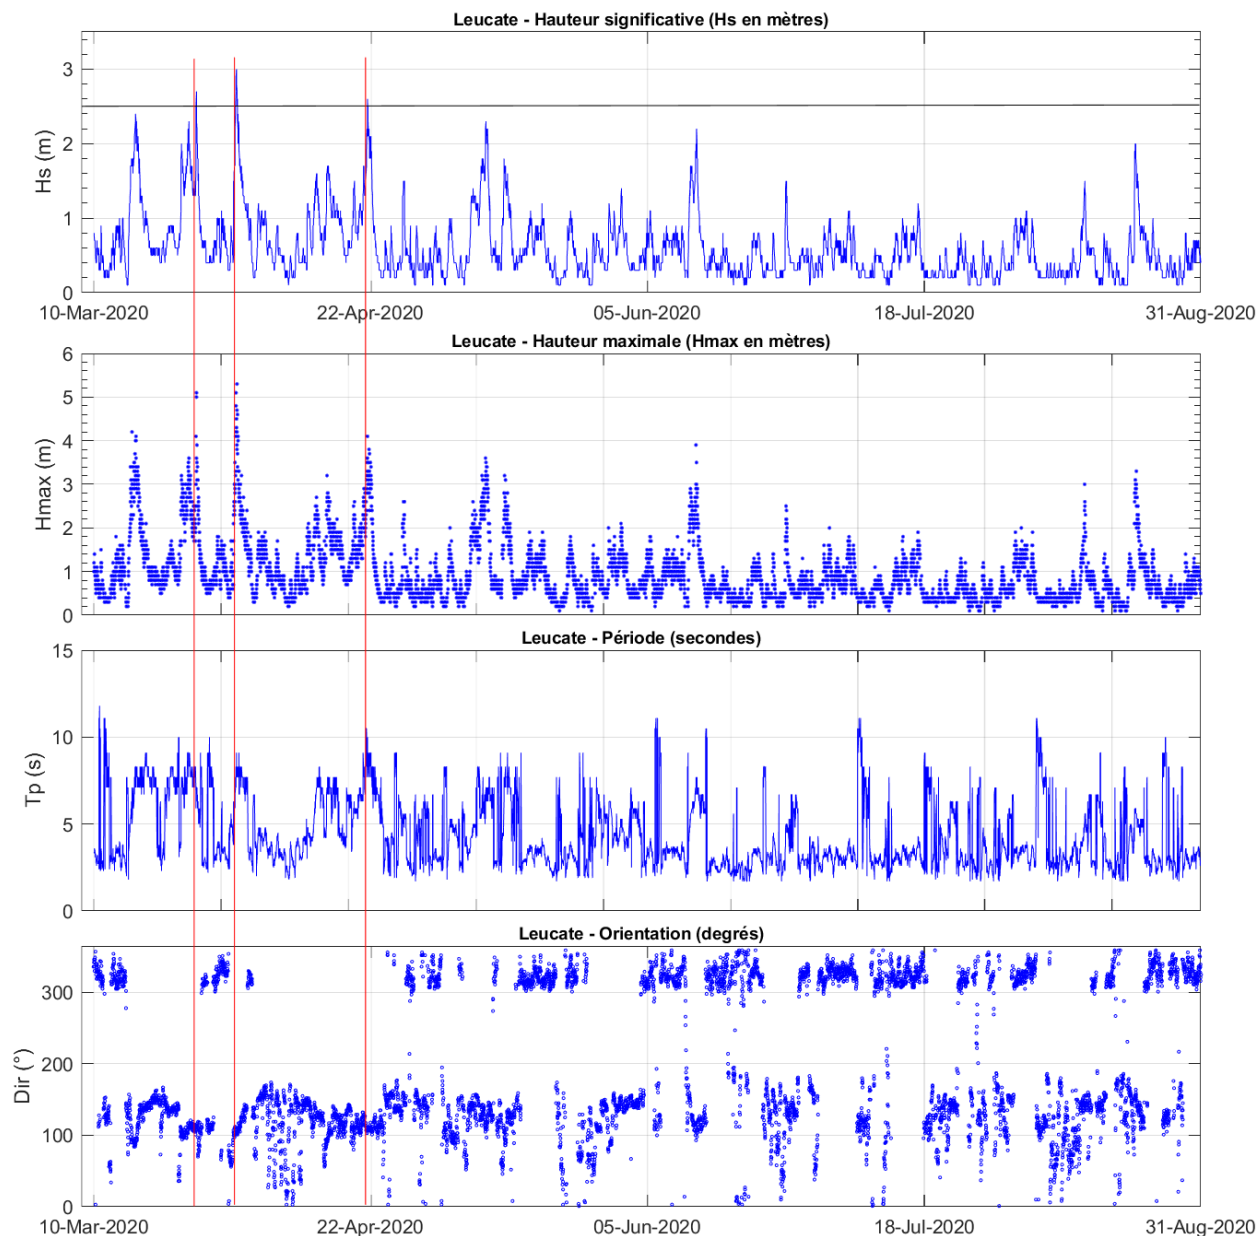 Leucate - Hauteur significative (Hs en mètres)
3
2
1
0
Hs (m)
10-Mar-2020 22-Apr-2020 05-Jun-2020 18-Jul-2020 31-Aug-2020
Leucate - Hauteur maximale (Hmax en mètres)
6
5
4
3
2
1
0
Hmax (m)
Leucate - Période (secondes)
15
10
5
0
Tp (s)
Leucate - Orientation (degrés)
300
200
100
0
Dir (°)
10-Mar-2020 22-Apr-2020 05-Jun-2020 18-Jul-2020 31-Aug-2020